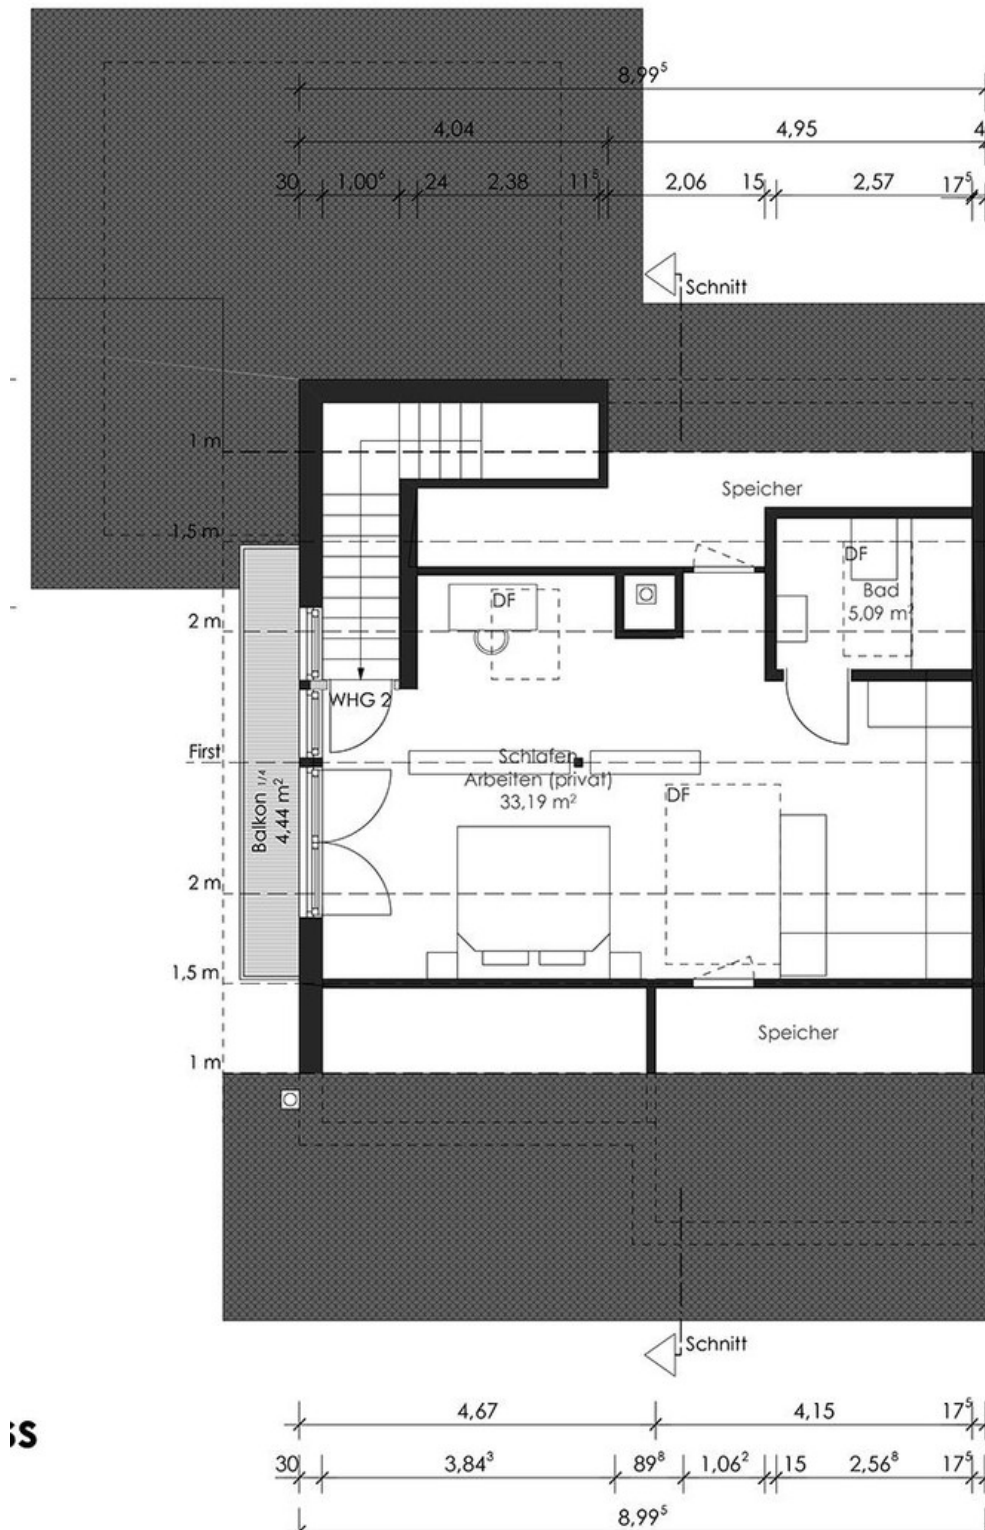 8,99⁵
4,04 4,95 4
30 1,00⁶ 24 2,38 11⁵ 2,06 15 2,57 17⁵
Schnitt
1 m
Speicher
1,5 m
DF
Bad
5,09 m²
DF
2 m
WHG 2
First
Schlafen
Arbeiten (privat)
33,19 m²
DF
Balkon 1/4
4,44 m²
2 m
1,5 m
Speicher
1 m
Schnitt
ss
4,67 4,15 17⁵
30 3,84³ 89⁸ 1,06² 15 2,56⁸ 17⁵
8,99⁵